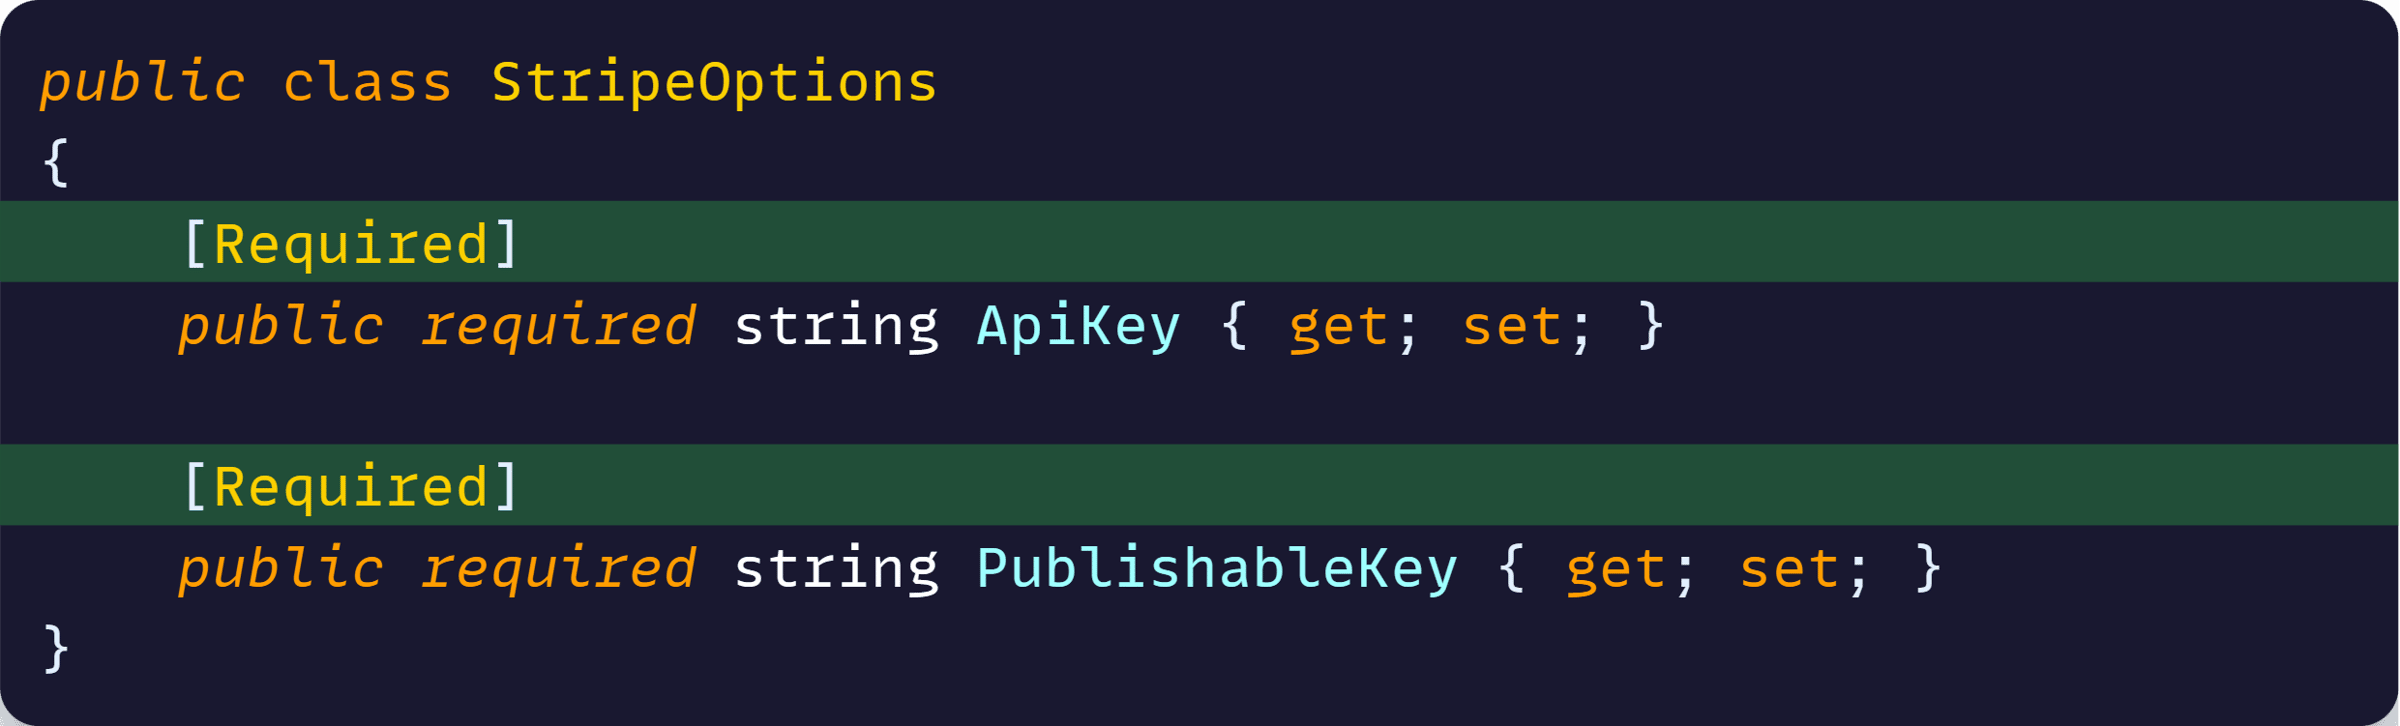 public class StripeOptions
{
    [Required]
    public required string ApiKey { get; set; }

    [Required]
    public required string PublishableKey { get; set; }
}